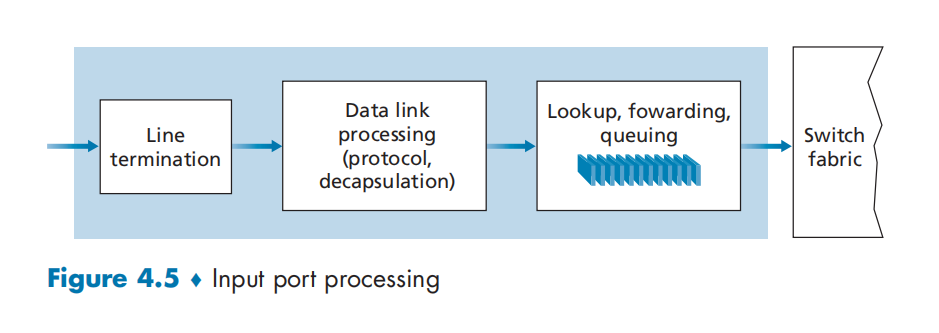 Line
termination
Data link
processing
(protocol,
decapsulation)
Lookup, fowarding,
queuing
Switch
fabric
Figure 4.5 ♦ Input port processing